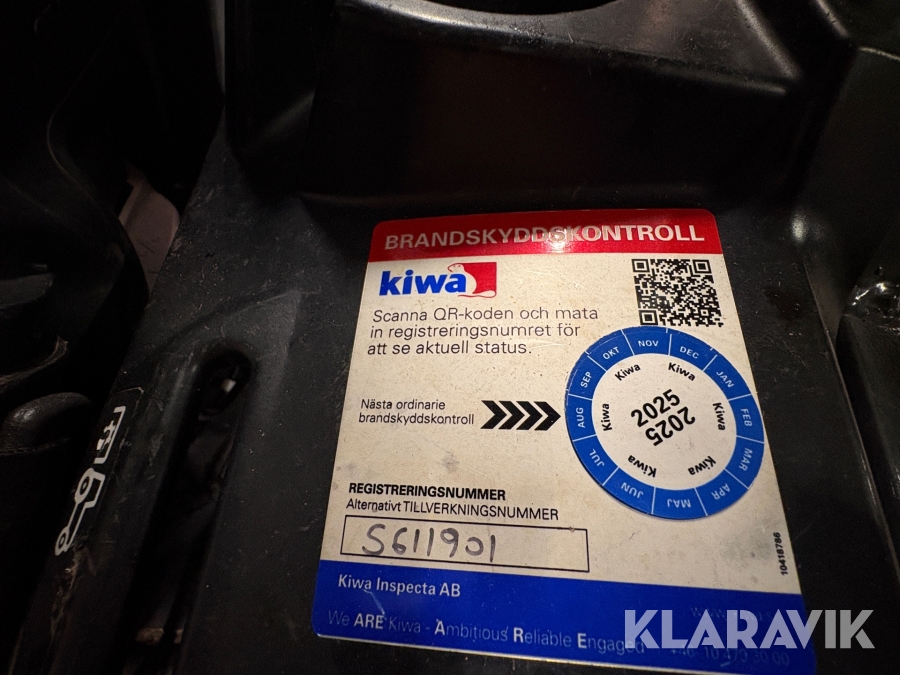 BRANDSKYDDSKONTROLL
kiwa
Scanna QR-koden och mata
in registreringsnumret för
att se aktuell status.
Nästa ordinarie
brandskyddskontroll
JAN
FEB
MAR
APR
MAJ
JUN
JUL
AUG
SEP
OKT
NOV
DEC
Kiwa
Kiwa
Kiwa
Kiwa
Kiwa
Kiwa
2025
2025
REGISTRERINGSNUMMER
Alternativt TILLVERKNINGSNUMMER
S611901
10418786
Kiwa Inspecta AB
We ARE Kiwa - Ambitious Reliable Engaged
KLARAVIK